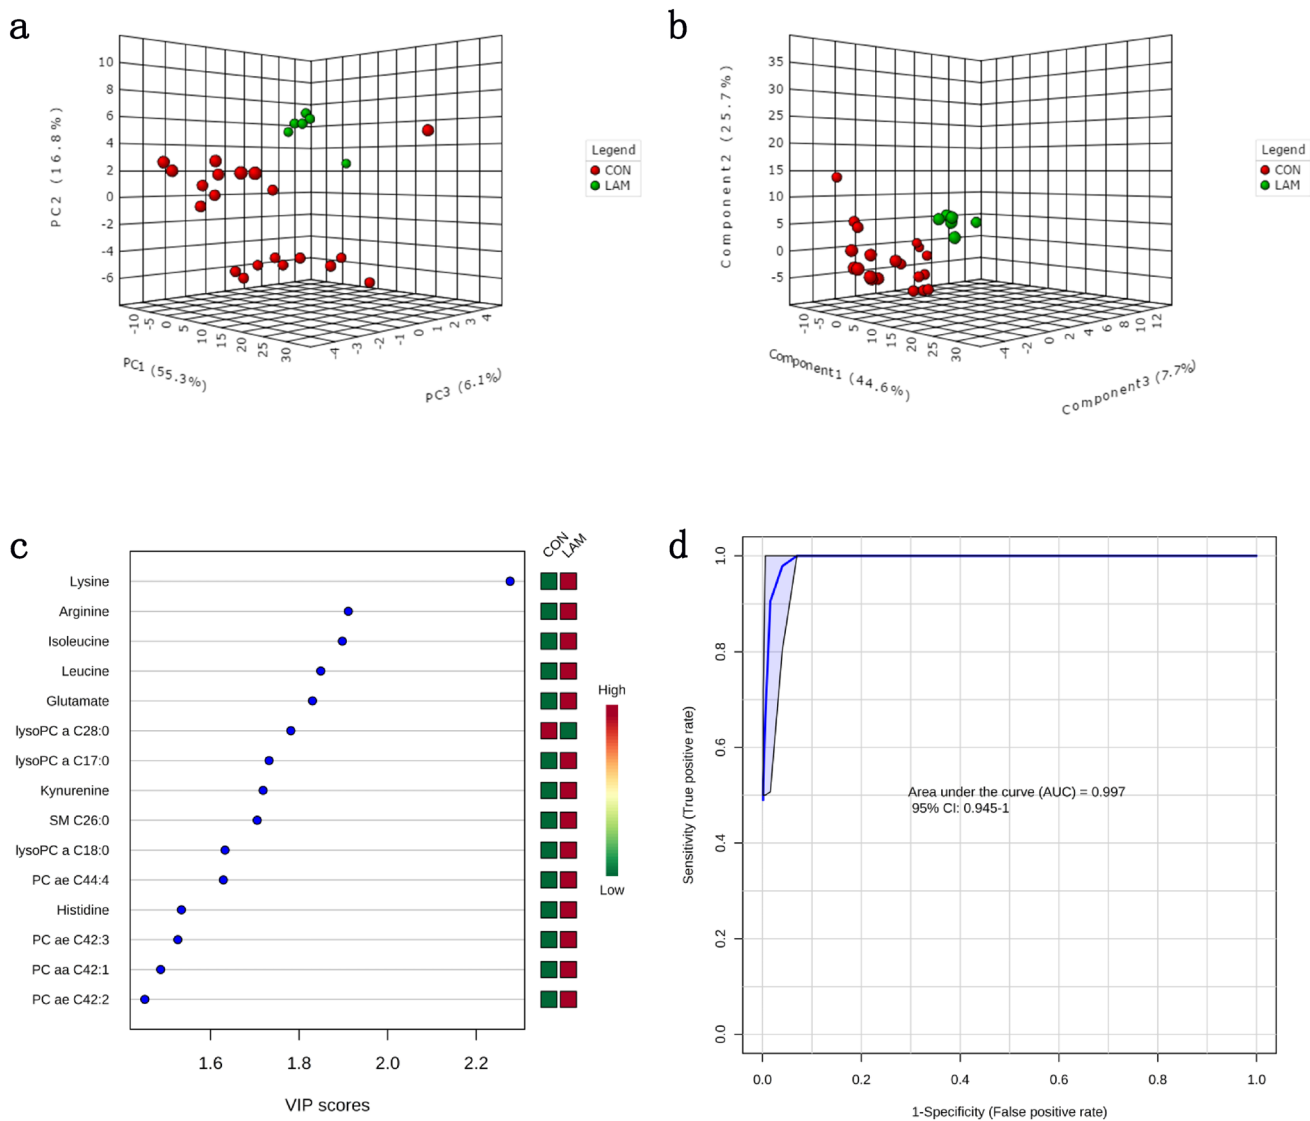 a
10
8
6
4
2
0
-2
-4
-6
PC2 (16.8%)
-10
-5
0
5
10
15
20
25
30
PC1 (55.3%)
-4
-3
-2
-1
0
1
2
3
4
PC3 (6.1%)
Legend
CON
LAM
b
35
30
25
20
15
10
5
0
-5
Component2 (25.7%)
-10
-5
0
5
10
15
20
25
30
Component1 (44.6%)
-4
-2
0
2
4
6
8
10
12
Component3 (7.7%)
Legend
CON
LAM
c
CON
LAM
Lysine
Arginine
Isoleucine
Leucine
Glutamate
lysoPC a C28:0
lysoPC a C17:0
Kynurenine
SM C26:0
lysoPC a C18:0
PC ae C44:4
Histidine
PC ae C42:3
PC aa C42:1
PC ae C42:2
High
Low
1.6
1.8
2.0
2.2
VIP scores
d
1.0
0.8
0.6
0.4
0.2
0.0
Sensitivity (True positive rate)
Area under the curve (AUC) = 0.997
95% CI: 0.945-1
0.0
0.2
0.4
0.6
0.8
1.0
1-Specificity (False positive rate)